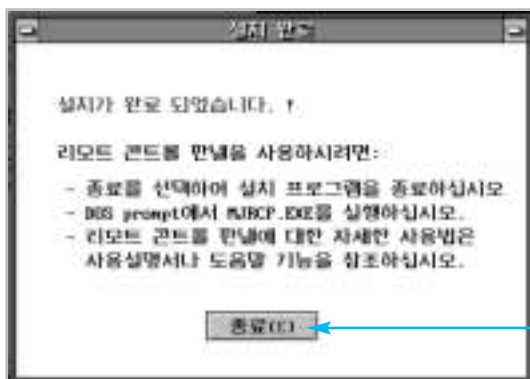 설치 완료
설치가 완료 되었습니다. !
리모트 콘트롤 판넬을 사용하시려면:
- 종료를 선택하여 설치 프로그램을 종료하십시오
- DOS prompt에서 MJRCP.EXE를 실행하십시오.
- 리모트 콘트롤 판넬에 대한 자세한 사용법은
사용설명서나 도움말 기능을 참조하십시오.
종료(E)